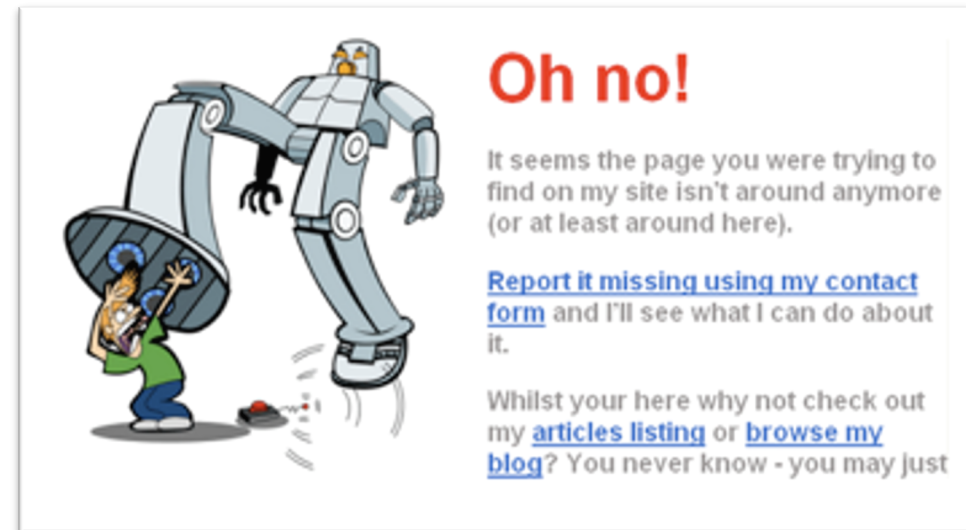 Oh no!
It seems the page you were trying to
find on my site isn't around anymore
(or at least around here).
Report it missing using my contact
form and I'll see what I can do about
it.
Whilst your here why not check out
my articles listing or browse my
blog? You never know - you may just